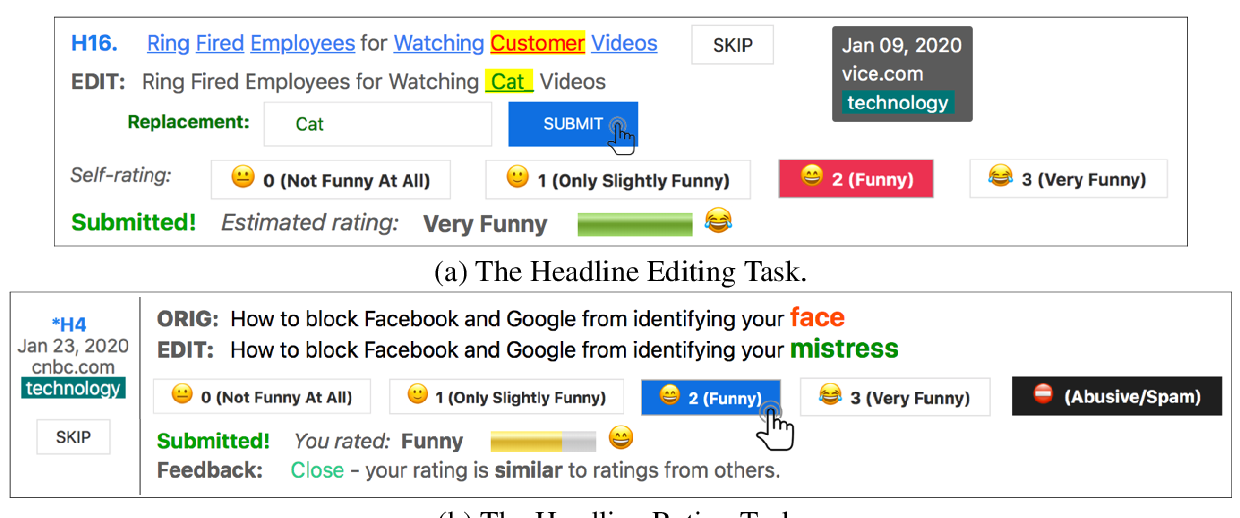 H16. Ring Fired Employees for Watching Customer Videos SKIP
EDIT: Ring Fired Employees for Watching Cat Videos
Jan 09, 2020
vice.com
technology
Replacement: Cat SUBMIT
Self-rating: 0 (Not Funny At All) 1 (Only Slightly Funny) 2 (Funny) 3 (Very Funny)
Submitted! Estimated rating: Very Funny
(a) The Headline Editing Task.
*H4
Jan 23, 2020
cnbc.com
technology
SKIP
ORIG: How to block Facebook and Google from identifying your face
EDIT: How to block Facebook and Google from identifying your mistress
0 (Not Funny At All) 1 (Only Slightly Funny) 2 (Funny) 3 (Very Funny) (Abusive/Spam)
Submitted! You rated: Funny
Feedback: Close - your rating is similar to ratings from others.
(b) The Headline Rating Task